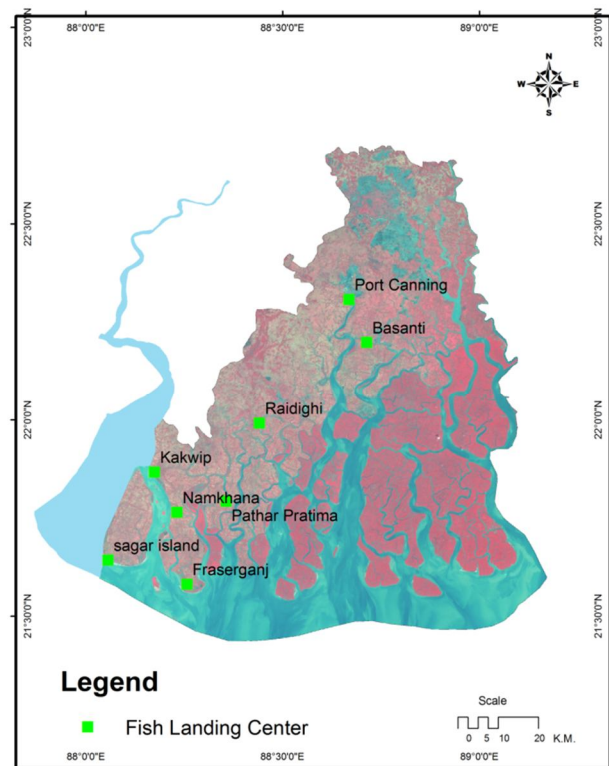 88°0'0"E 88°30'0"E 89°0'0"E
23°0'0"N 23°0'0"N
N
W E
S
22°30'0"N 22°30'0"N
Port Canning
Basanti
Raidighi
22°0'0"N 22°0'0"N
Kakwip
Namkhana
Pathar Pratima
sagar island
Fraserganj
21°30'0"N 21°30'0"N
Legend
Fish Landing Center
Scale
0 5 10 20 K.M.
88°0'0"E 88°30'0"E 89°0'0"E